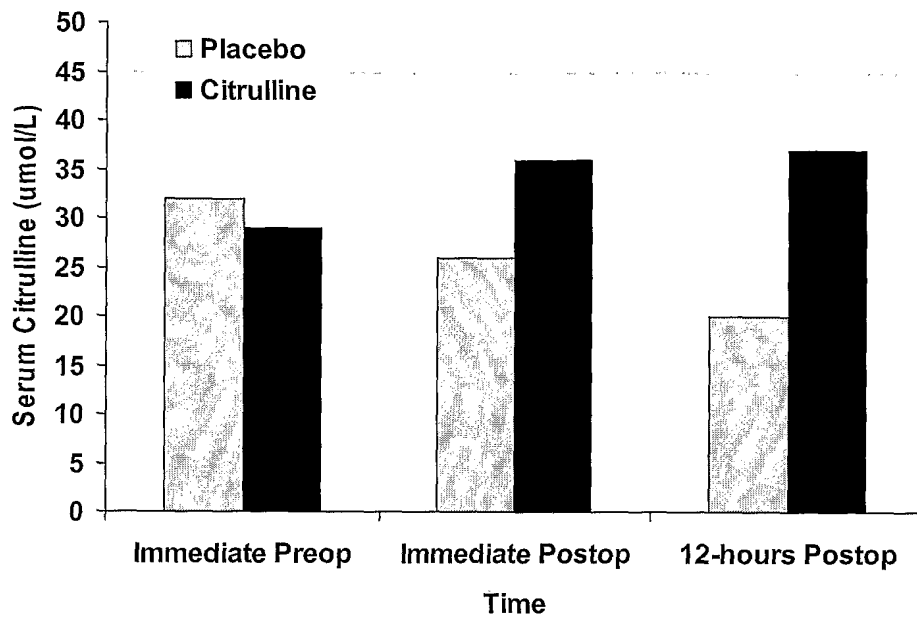 50
45
40
35
30
25
20
15
10
5
0
Serum Citrulline (umol/L)
Placebo
Citrulline
Immediate Preop
Immediate Postop
12-hours Postop
Time